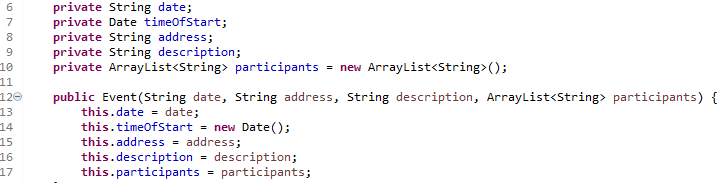 6 private String date;
7 private Date timeOfStart;
8 private String address;
9 private String description;
10 private ArrayList<String> participants = new ArrayList<String>();
11
12 public Event(String date, String address, String description, ArrayList<String> participants) {
13 this.date = date;
14 this.timeOfStart = new Date();
15 this.address = address;
16 this.description = description;
17 this.participants = participants;